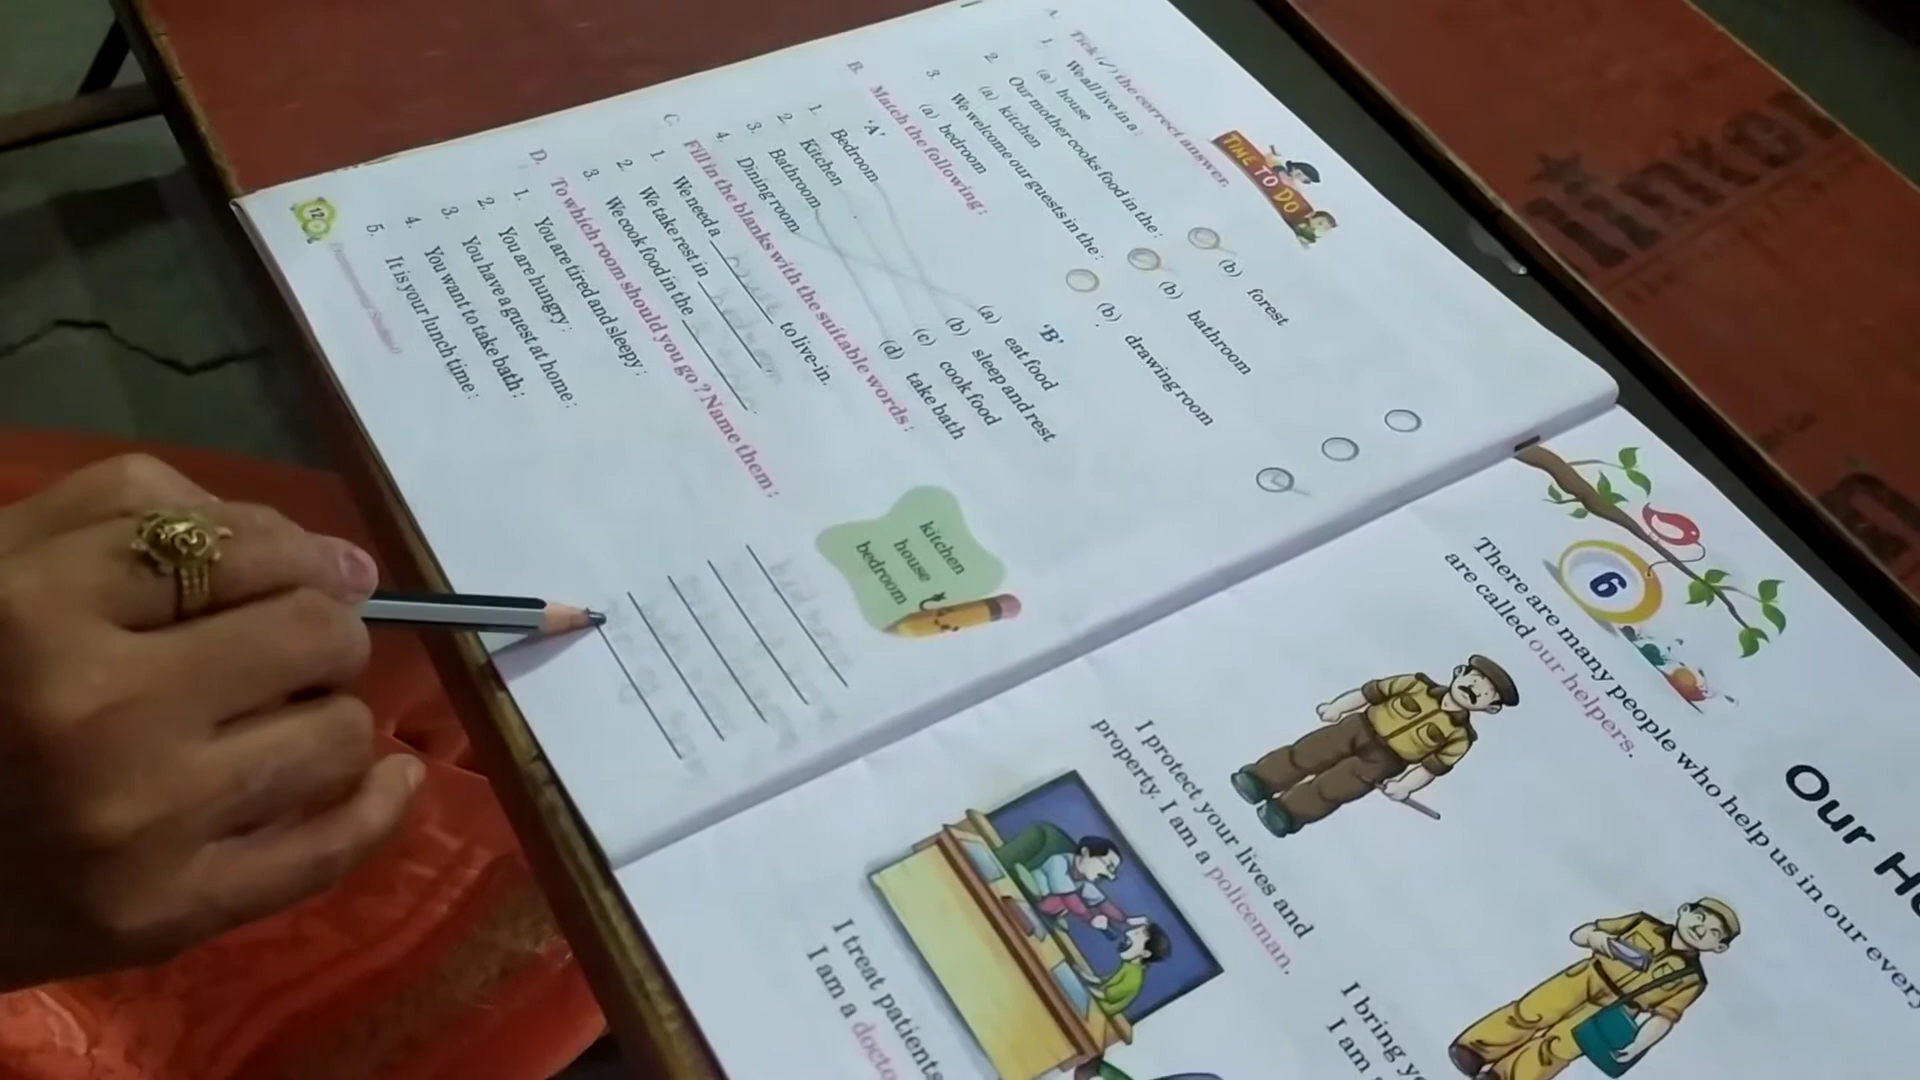 TIME TO DO
A. Tick (✓) the correct answer.
1. We all live in a :
(a) house (b) forest
2. Our mother cooks food in the :
(a) kitchen (b) bathroom
3. We welcome our guests in the :
(a) bedroom (b) drawing room
B. Match the following :
'A' 'B'
1. Bedroom (a) eat food
2. Kitchen (b) sleep and rest
3. Bathroom (c) cook food
4. Dining room (d) take bath
C. Fill in the blanks with the suitable words :
1. We need a to live-in.
2. We take rest in
3. We cook food in the .
kitchen
house
bedroom
D. To which room should you go ? Name them :
1. You are tired and sleepy :
2. You are hungry :
3. You have a guest at home :
4. You want to take bath :
5. It is your lunch time :
12
6
Our
There are many people who help us in our every
are called our helpers.
I protect your lives and
property. I am a policeman.
I bring
I am
I treat patients
I am a